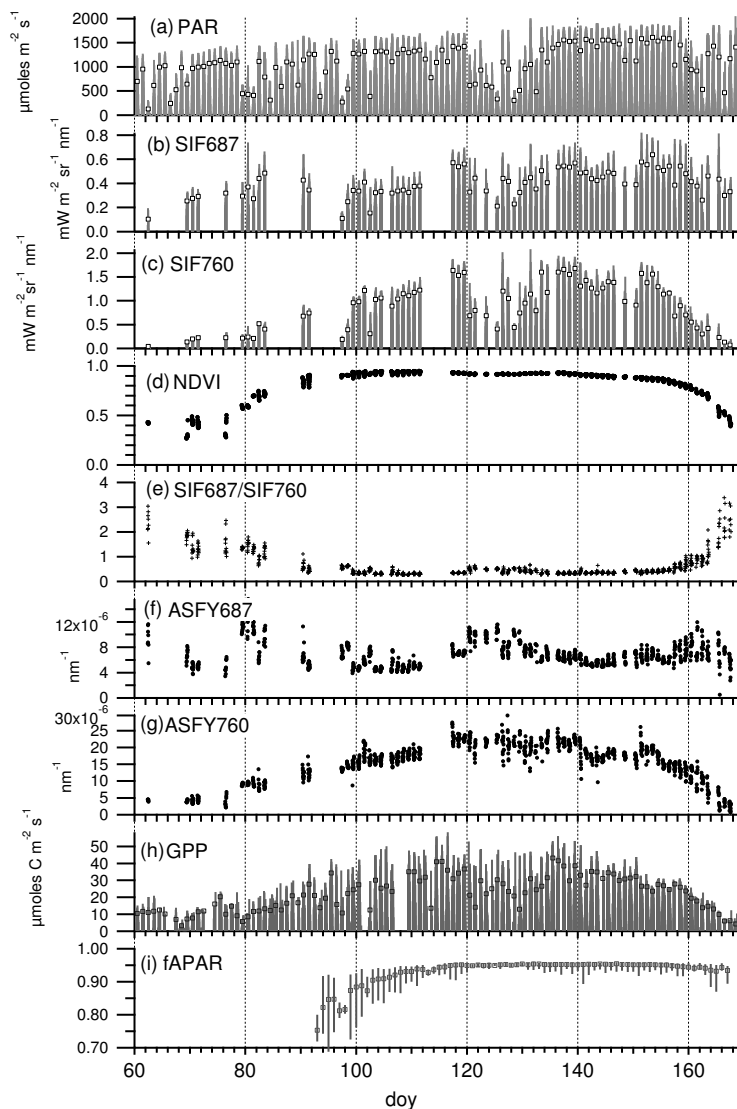 (a) PAR
2000
1500
1000
500
0
µmoles m-2 s-1
(b) SIF687
0.8
0.6
0.4
0.2
0.0
mW m-2 sr-1 nm-1
(c) SIF760
2.0
1.5
1.0
0.5
0.0
mW m-2sr-1 nm-1
(d) NDVI
1.0
0.5
0.0
(e) SIF687/SIF760
4
3
2
1
0
(f) ASFY687
12x10-6
8
4
0
nm-1
(g) ASFY760
30x10-6
25
20
15
10
5
0
nm-1
(h) GPP
50
40
30
20
10
0
µmoles C m-2 s-1
(i) fAPAR
1.00
0.90
0.80
0.70
60 80 100 120 140 160
doy